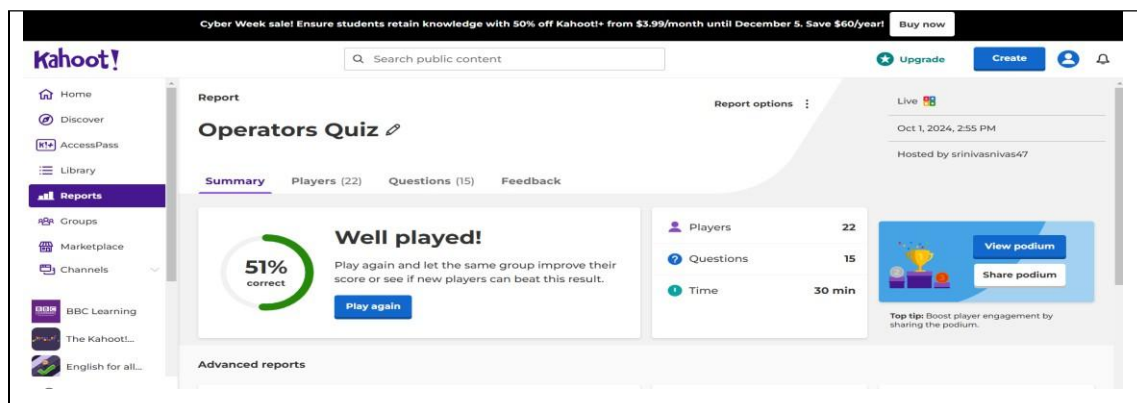 Cyber Week sale! Ensure students retain knowledge with 50% off Kahoot!+ from $3.99/month until December 5. Save $60/year! Buy now
Kahoot!
Search public content
Upgrade
Create
Home
Discover
K!+ AccessPass
Library
Reports
Groups
Marketplace
Channels
BBC BBC Learning
The Kahoot!...
English for all...
Report
Report options
Operators Quiz
Summary Players (22) Questions (15) Feedback
Live
Oct 1, 2024, 2:55 PM
Hosted by srinivasnivas47
51%
correct
Well played!
Play again and let the same group improve their
score or see if new players can beat this result.
Play again
Players 22
Questions 15
Time 30 min
View podium
Share podium
Top tip: Boost player engagement by
sharing the podium.
Advanced reports